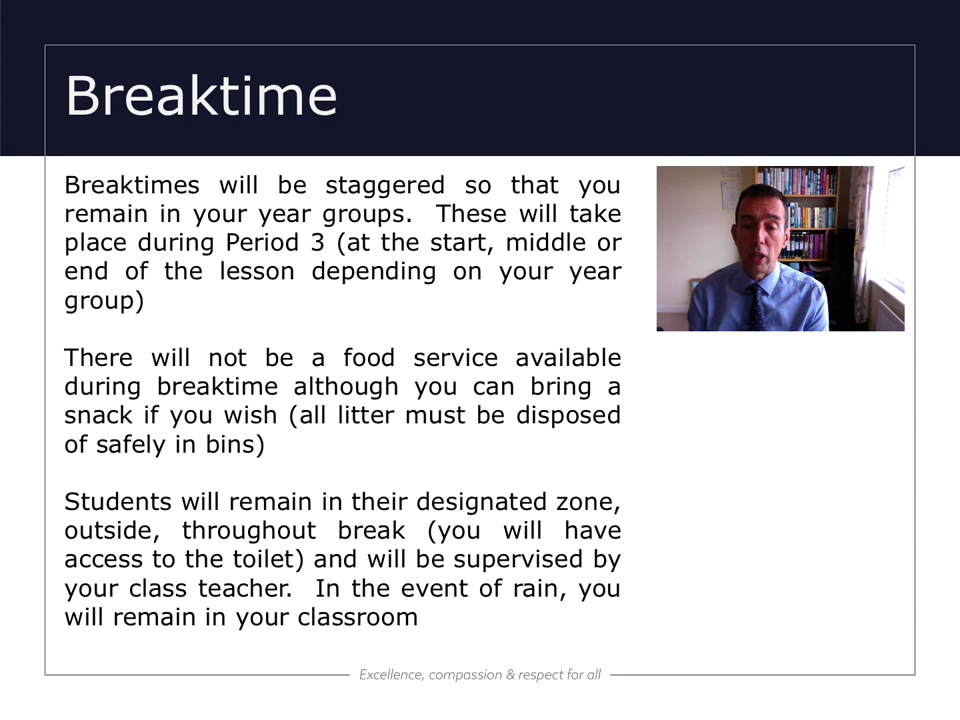 Breaktime
Breaktimes will be staggered so that you
remain in your year groups.  These will take
place during Period 3 (at the start, middle or
end of the lesson depending on your year
group)
There will not be a food service available
during breaktime although you can bring a
snack if you wish (all litter must be disposed
of safely in bins)
Students will remain in their designated zone,
outside, throughout break (you will have
access to the toilet) and will be supervised by
your class teacher.  In the event of rain, you
will remain in your classroom
Excellence, compassion & respect for all